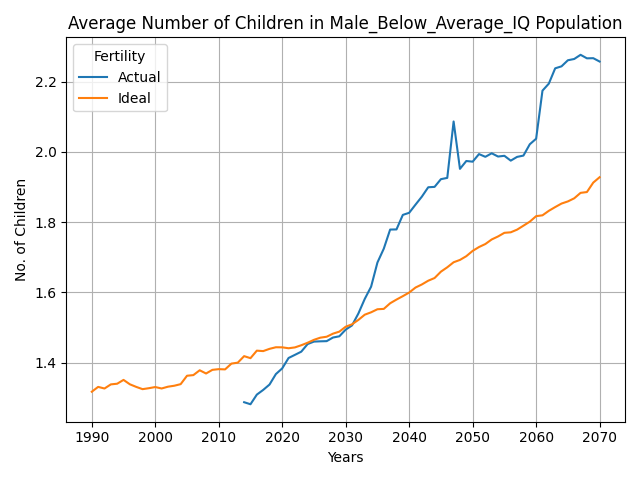 Average Number of Children in Male_Below_Average_IQ Population
Fertility
Actual
Ideal
No. of Children
2.2
2.0
1.8
1.6
1.4
1990 2000 2010 2020 2030 2040 2050 2060 2070
Years